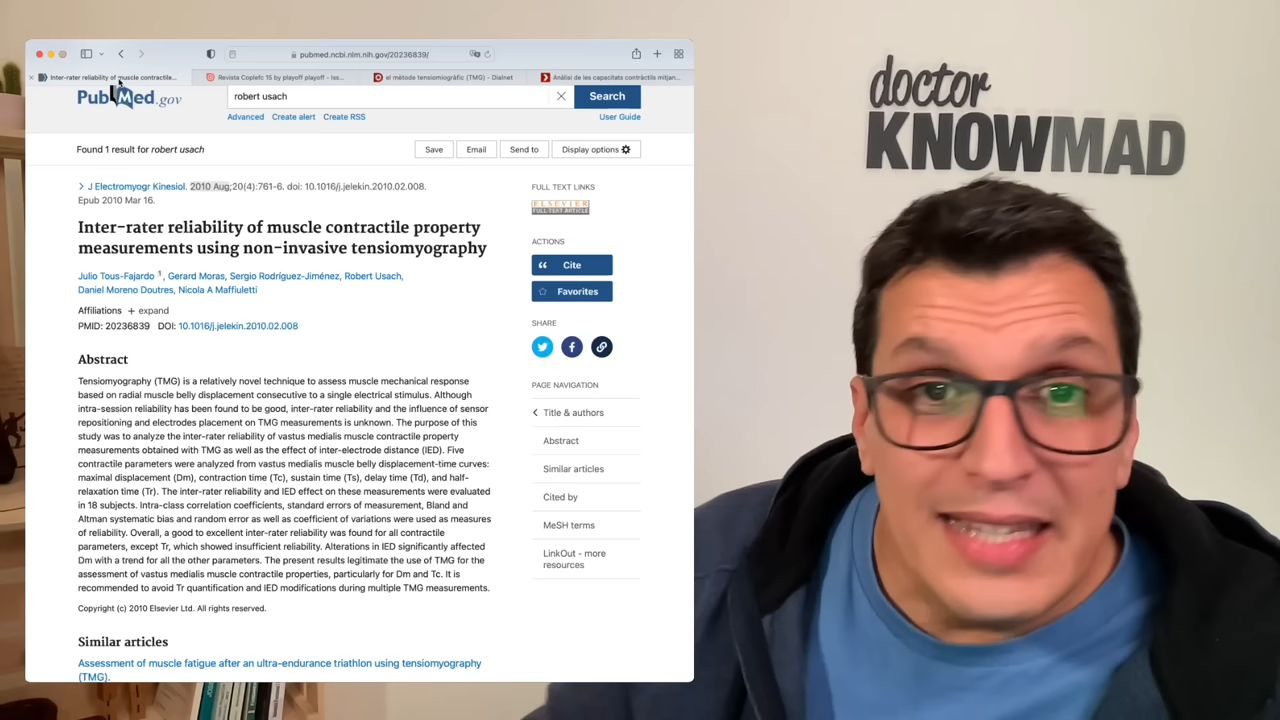 pubmed.ncbi.nlm.nih.gov/20236839/
Inter-rater reliability of muscle contractile...
Revista Coplefc 15 by playoff playoff - Iss...
el mètode tensiomiogràfic (TMG) - Dialnet
Anàlsi de les capacitats contràctils mitjan...
PubMed.gov
robert usach
Search
Advanced
Create alert
Create RSS
User Guide
Found 1 result for robert usach
Save
Email
Send to
Display options
J Electromyogr Kinesiol. 2010 Aug;20(4):761-6. doi: 10.1016/j.jelekin.2010.02.008.
Epub 2010 Mar 16.
Inter-rater reliability of muscle contractile property
measurements using non-invasive tensiomyography
Julio Tous-Fajardo 1, Gerard Moras, Sergio Rodríguez-Jiménez, Robert Usach,
Daniel Moreno Doutres, Nicola A Maffiuletti
Affiliations + expand
PMID: 20236839 DOI: 10.1016/j.jelekin.2010.02.008
Abstract
Tensiomyography (TMG) is a relatively novel technique to assess muscle mechanical response
based on radial muscle belly displacement consecutive to a single electrical stimulus. Although
intra-session reliability has been found to be good, inter-rater reliability and the influence of sensor
repositioning and electrodes placement on TMG measurements is unknown. The purpose of this
study was to analyze the inter-rater reliability of vastus medialis muscle contractile property
measurements obtained with TMG as well as the effect of inter-electrode distance (IED). Five
contractile parameters were analyzed from vastus medialis muscle belly displacement-time curves:
maximal displacement (Dm), contraction time (Tc), sustain time (Ts), delay time (Td), and half-
relaxation time (Tr). The inter-rater reliability and IED effect on these measurements were evaluated
in 18 subjects. Intra-class correlation coefficients, standard errors of measurement, Bland and
Altman systematic bias and random error as well as coefficient of variations were used as measures
of reliability. Overall, a good to excellent inter-rater reliability was found for all contractile
parameters, except Tr, which showed insufficient reliability. Alterations in IED significantly affected
Dm with a trend for all the other parameters. The present results legitimate the use of TMG for the
assessment of vastus medialis muscle contractile properties, particularly for Dm and Tc. It is
recommended to avoid Tr quantification and IED modifications during multiple TMG measurements.
Copyright (c) 2010 Elsevier Ltd. All rights reserved.
Similar articles
Assessment of muscle fatigue after an ultra-endurance triathlon using tensiomyography
(TMG).
FULL TEXT LINKS
ELSEVIER
FULL-TEXT ARTICLE
ACTIONS
Cite
Favorites
SHARE
PAGE NAVIGATION
Title & authors
Abstract
Similar articles
Cited by
MeSH terms
LinkOut - more
resources
doctor
KNOWMAD